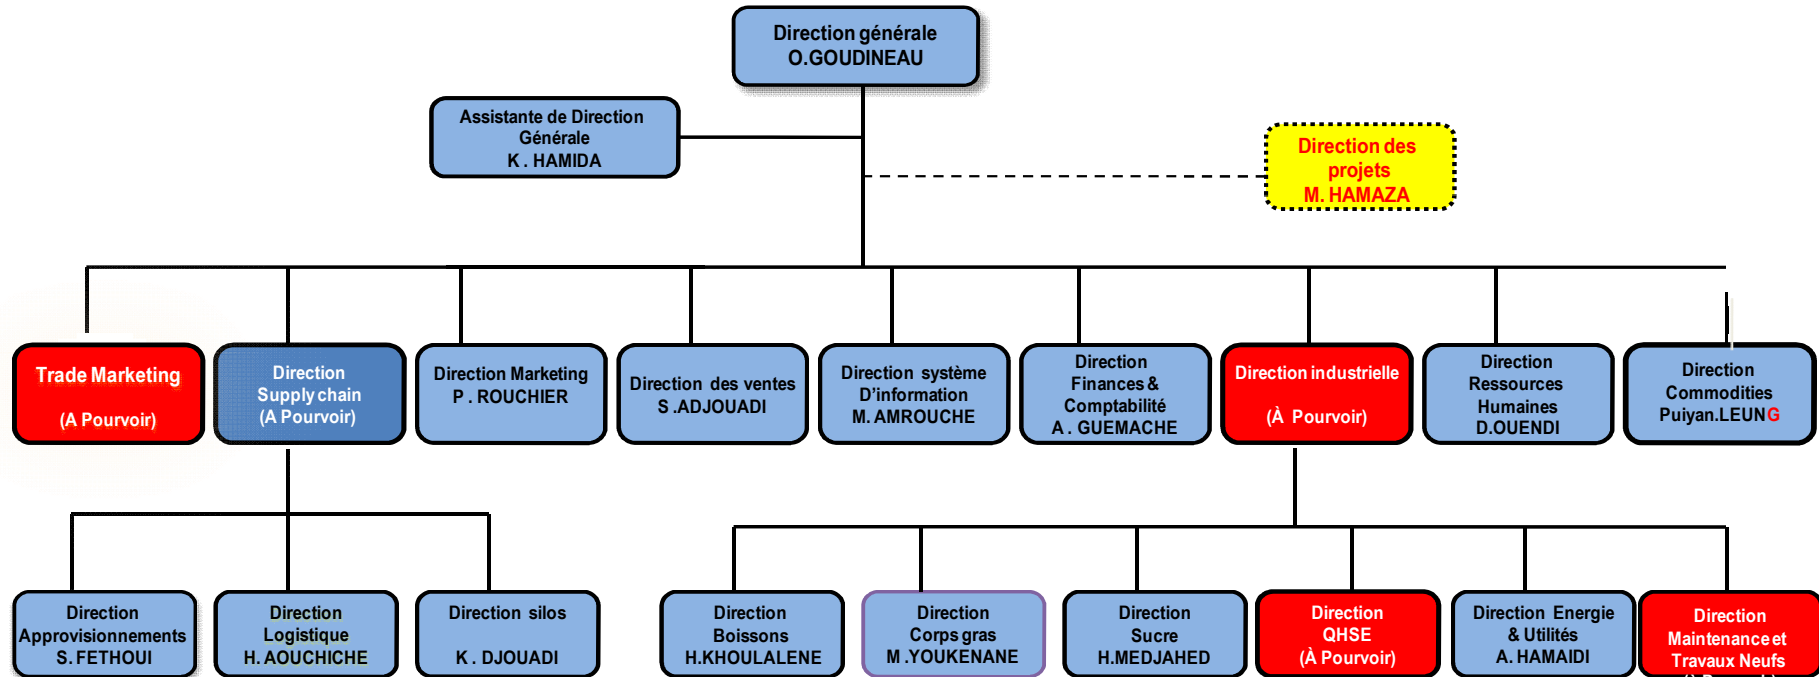 Direction générale
O.GOUDINEAU
Assistante de Direction
Générale
K . HAMIDA
Direction des
projets
M. HAMAZA
Trade Marketing
(A Pourvoir)
Direction
Supply chain
(A Pourvoir)
Direction Marketing
P . ROUCHIER
Direction des ventes
S .ADJOUADI
Direction système
D'information
M. AMROUCHE
Direction
Finances &
Comptabilité
A . GUEMACHE
Direction industrielle
(À Pourvoir)
Direction
Ressources
Humaines
D.OUENDI
Direction
Commodities
Puiyan.LEUNG
Direction
Approvisionnements
S. FETHOUI
Direction
Logistique
H. AOUCHICHE
Direction silos
K . DJOUADI
Direction
Boissons
H.KHOULALENE
Direction
Corps gras
M .YOUKENANE
Direction
Sucre
H.MEDJAHED
Direction
QHSE
(À Pourvoir)
Direction Energie
& Utilités
A. HAMAIDI
Direction
Maintenance et
Travaux Neufs